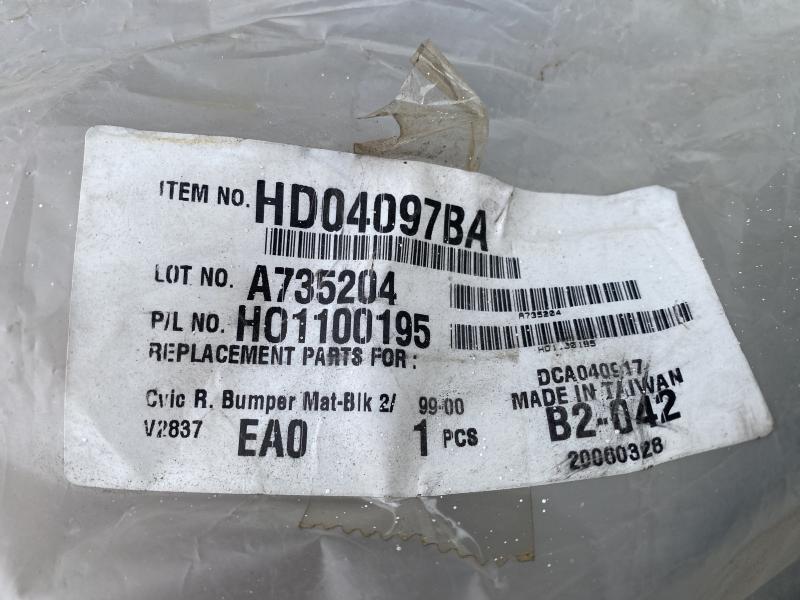 ITEM NO. HD04097BA
LOT NO. A735204
A735204
P/L NO. HO1100195
REPLACEMENT PARTS FOR :
DCA040917
MADE IN TAIWAN
Cvic R. Bumper Mat-Blk 2/ 99-00
B2-042
V2837 EA0 1 PCS
20060328